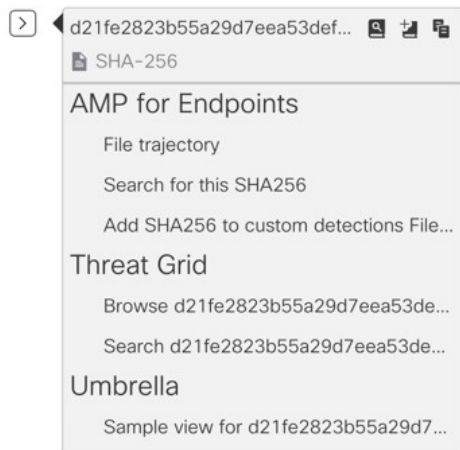 d21fe2823b55a29d7eea53def...
SHA-256
AMP for Endpoints
File trajectory
Search for this SHA256
Add SHA256 to custom detections File...
Threat Grid
Browse d21fe2823b55a29d7eea53de...
Search d21fe2823b55a29d7eea53de...
Umbrella
Sample view for d21fe2823b55a29d7...